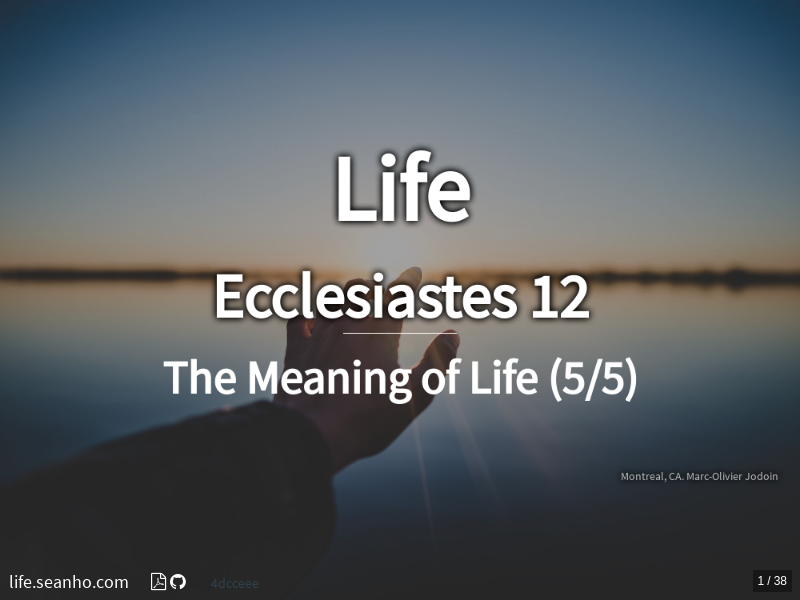 Life
Ecclesiastes 12
The Meaning of Life (5/5)
Montreal, CA. Marc-Olivier Jodoin
life.seanho.com
4dcceee
1 / 38